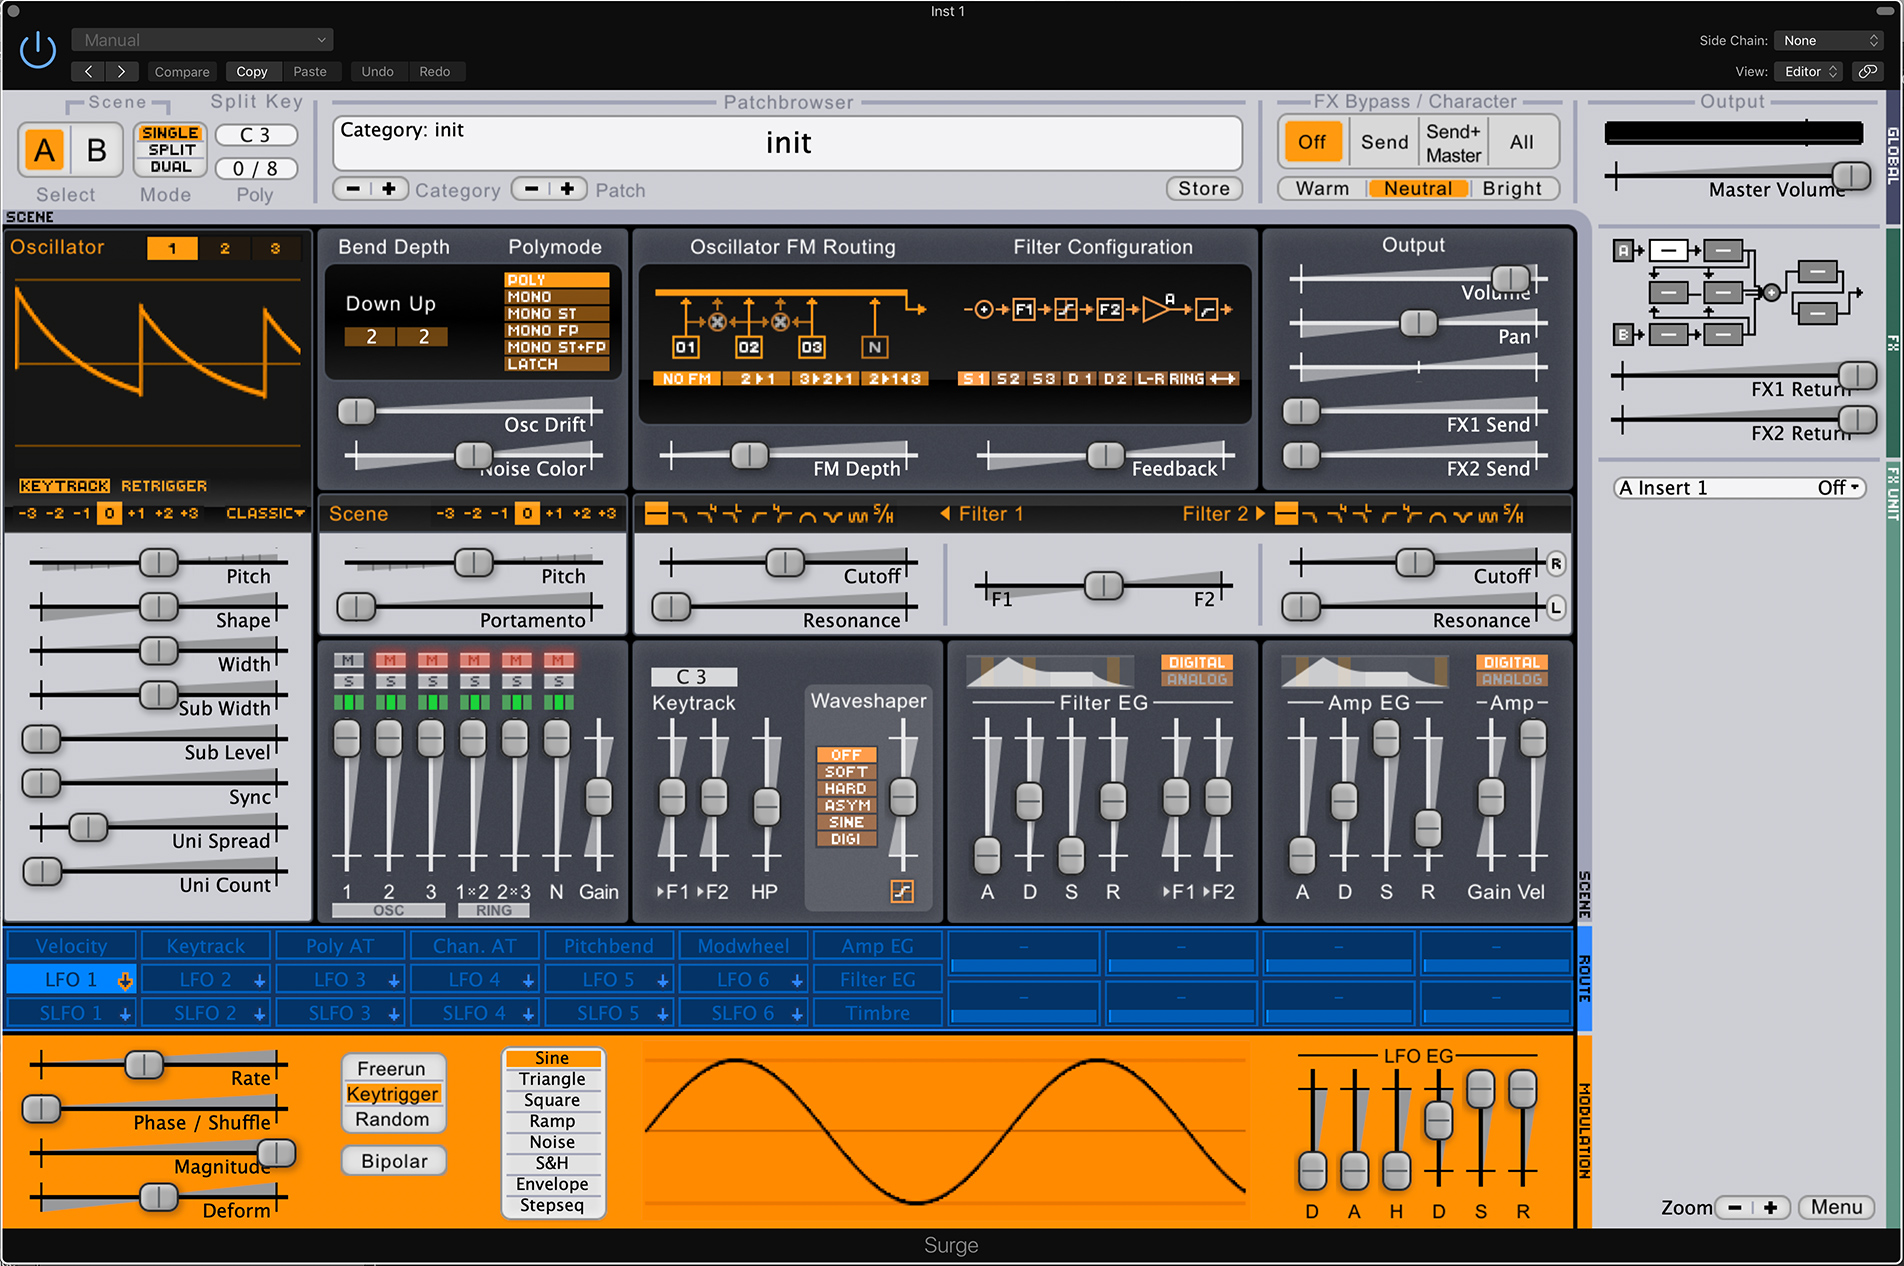 Inst 1
Manual
Side Chain: None
Compare Copy Paste Undo Redo
View: Editor
Scene
Split Key
Patchbrowser
FX Bypass / Character
Output
A B
SINGLE
SPLIT
DUAL
C 3
0 / 8
Category: init
init
Off Send Send+ Master All
Select Mode Poly
- + Category - + Patch Store
Warm Neutral Bright
Master Volume
GLOBAL
SCENE
Oscillator 1 2 3
Bend Depth Polymode
Down Up
2 2
POLY
MONO
MONO ST
MONO FP
MONO ST+FP
LATCH
Osc Drift
Noise Color
Oscillator FM Routing Filter Configuration
O1 O2 O3 N
F1 F2 A
NO FM 2▸1 3▸2▸1 2▸1◂3
S1 S2 S3 D1 D2 L-R RING
FM Depth
Feedback
Output
Volume
Pan
FX1 Send
FX2 Send
A
B
FX1 Return
FX2 Return
FX
A Insert 1 Off
FX UNIT
KEYTRACK RETRIGGER
-3 -2 -1 0 +1 +2 +3 CLASSIC
Scene -3 -2 -1 0 +1 +2 +3
S/H Filter 1
Filter 2 S/H
Pitch
Shape
Width
Sub Width
Sub Level
Sync
Uni Spread
Uni Count
Pitch
Portamento
Cutoff
Resonance
F1 F2
Cutoff R
Resonance L
M M M M M M
S S S S S S
1 2 3 1×2 2×3 N Gain
OSC RING
C 3
Keytrack
▸F1 ▸F2 HP
Waveshaper
OFF
SOFT
HARD
ASYM
SINE
DIGI
DIGITAL
ANALOG
Filter EG
A D S R ▸F1 ▸F2
DIGITAL
ANALOG
Amp EG Amp
A D S R Gain Vel
SCENE
Velocity Keytrack Poly AT Chan. AT Pitchbend Modwheel Amp EG - - - -
LFO 1 LFO 2 LFO 3 LFO 4 LFO 5 LFO 6 Filter EG
SLFO 1 SLFO 2 SLFO 3 SLFO 4 SLFO 5 SLFO 6 Timbre - - - -
ROUTE
Rate
Phase / Shuffle
Magnitude
Deform
Freerun
Keytrigger
Random
Bipolar
Sine
Triangle
Square
Ramp
Noise
S&H
Envelope
Stepseq
LFO EG
D A H D S R
MODULATION
Zoom - + Menu
Surge